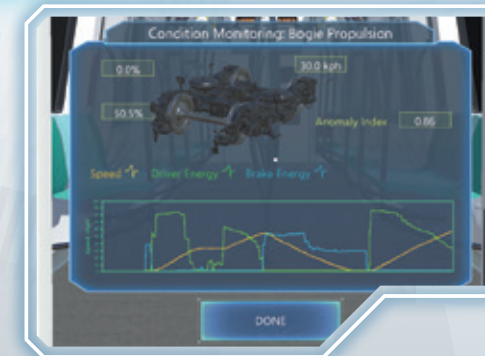 Condition Monitoring: Bogie Propulsion
0.0%
30.0 kph
50.5%
Anomaly Index 0.86
Speed Driver Energy Brake Energy
DONE